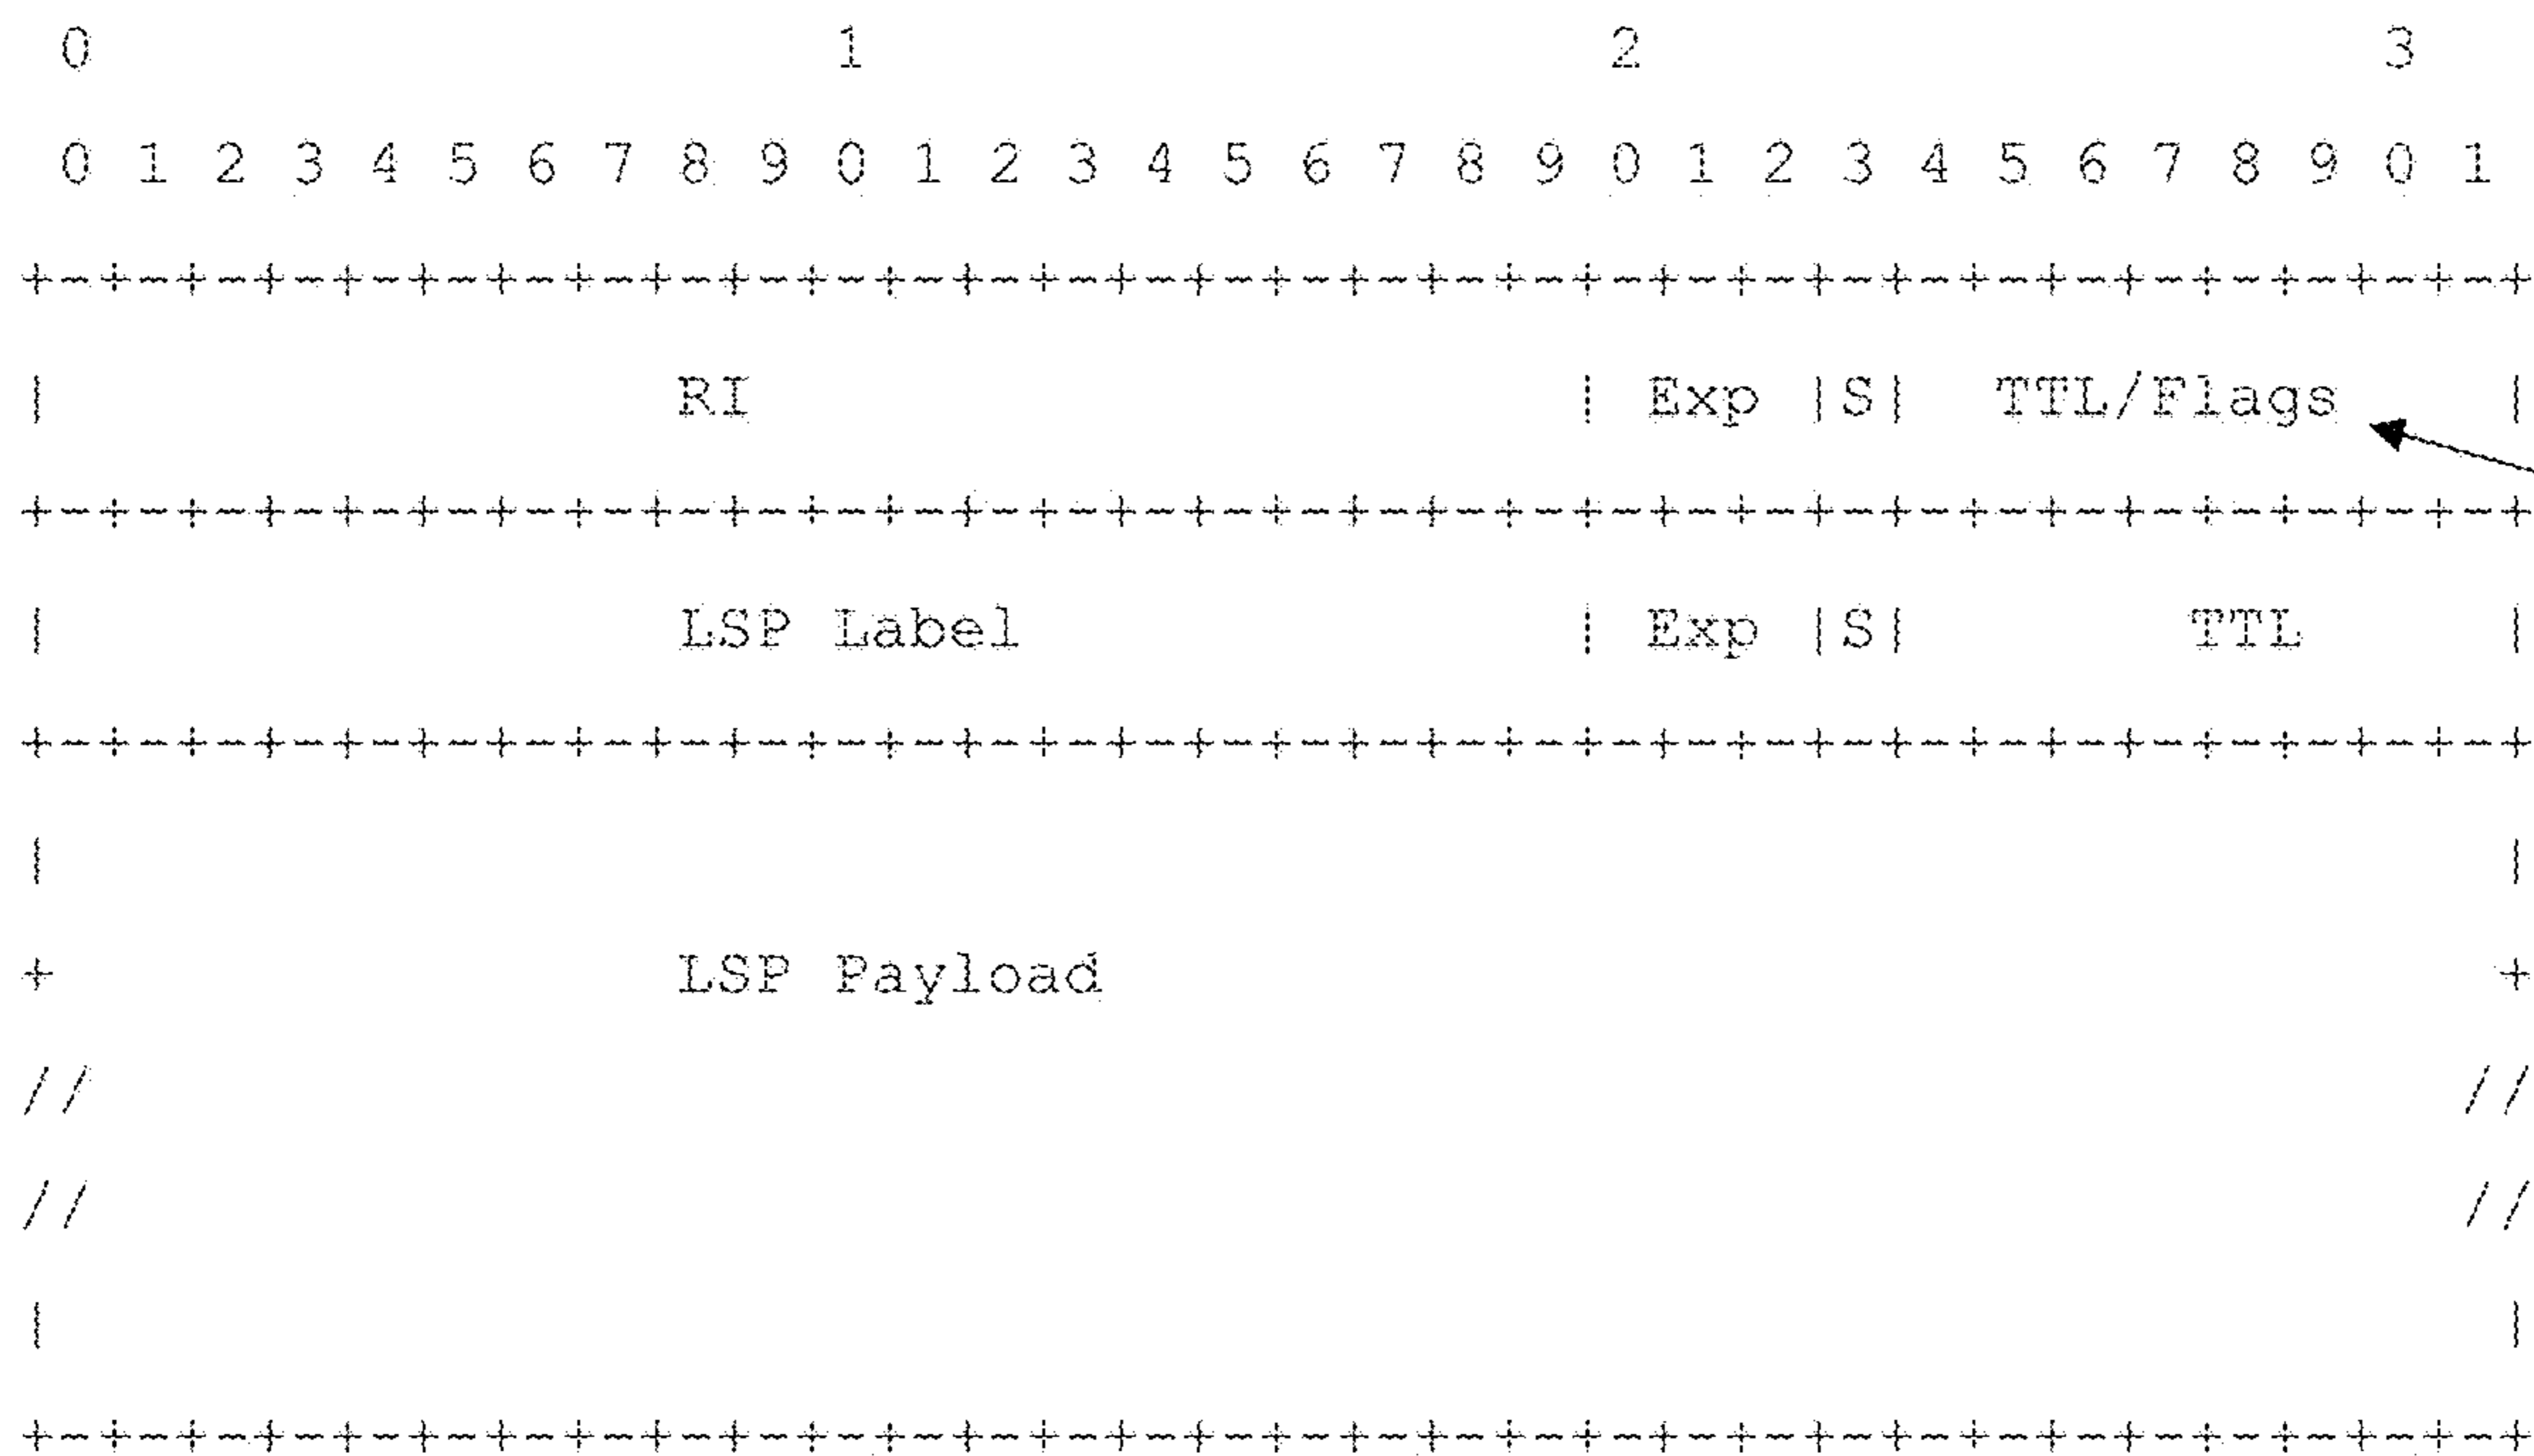 0                   1                   2                   3
0 1 2 3 4 5 6 7 8 9 0 1 2 3 4 5 6 7 8 9 0 1 2 3 4 5 6 7 8 9 0 1
+-+-+-+-+-+-+-+-+-+-+-+-+-+-+-+-+-+-+-+-+-+-+-+-+-+-+-+-+-+-+-+-+
|                RI                     | Exp |S|  TTL/Flags    |
+-+-+-+-+-+-+-+-+-+-+-+-+-+-+-+-+-+-+-+-+-+-+-+-+-+-+-+-+-+-+-+-+
|                LSP Label              | Exp |S|       TTL     |
+-+-+-+-+-+-+-+-+-+-+-+-+-+-+-+-+-+-+-+-+-+-+-+-+-+-+-+-+-+-+-+-+
|                                                               |
+                LSP Payload                                    +
//                                                             //
//                                                             //
|                                                               |
+-+-+-+-+-+-+-+-+-+-+-+-+-+-+-+-+-+-+-+-+-+-+-+-+-+-+-+-+-+-+-+-+